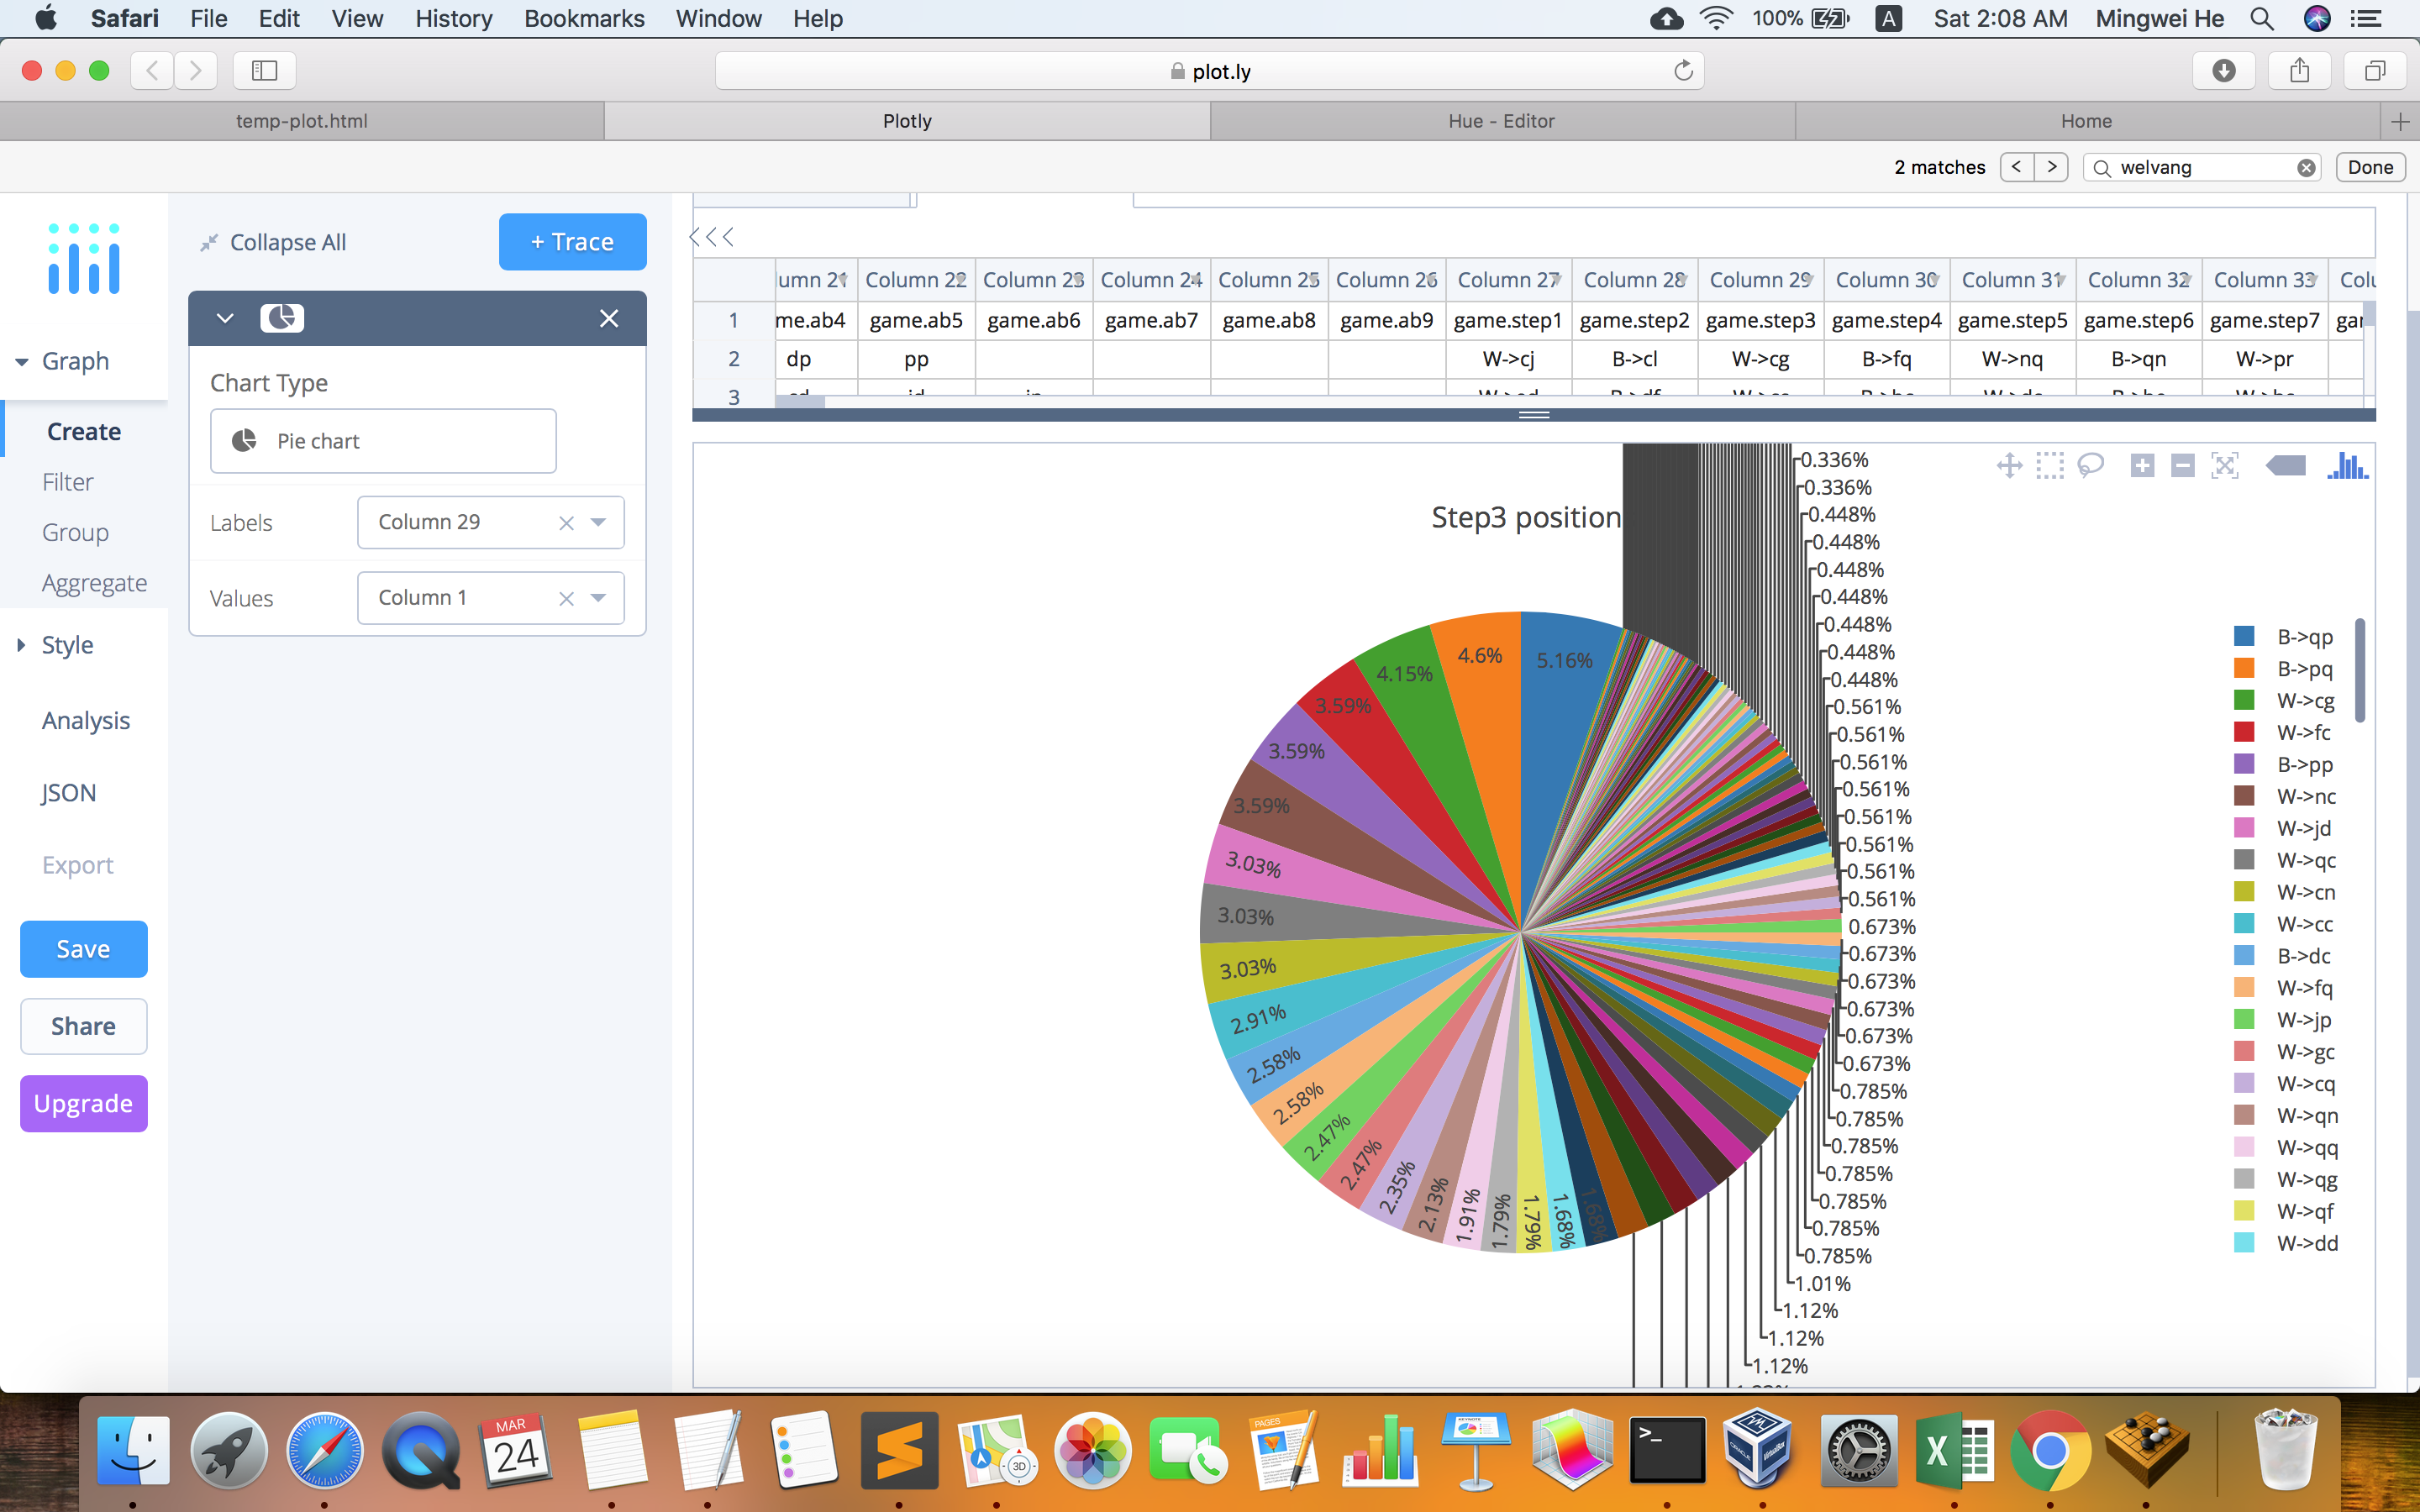 Safari File Edit View History Bookmarks Window Help 100% A Sat 2:08 AM Mingwei He
plot.ly
temp-plot.html Plotly Hue - Editor Home
2 matches welvang Done
Collapse All + Trace
Graph
Create
Filter
Group
Aggregate
Style
Analysis
JSON
Export
Save
Share
Upgrade
Chart Type
Pie chart
Labels Column 29
Values Column 1
umn 21 Column 22 Column 23 Column 24 Column 25 Column 26 Column 27 Column 28 Column 29 Column 30 Column 31 Column 32 Column 33 Colu
1 me.ab4 game.ab5 game.ab6 game.ab7 game.ab8 game.ab9 game.step1 game.step2 game.step3 game.step4 game.step5 game.step6 game.step7 gar
2 dp pp W->cj B->cl W->cg B->fq W->nq B->qn W->pr
3
Step3 position
5.16%
4.6%
4.15%
3.59%
3.59%
3.59%
3.03%
3.03%
3.03%
2.91%
2.58%
2.58%
2.47%
2.47%
2.35%
2.13%
1.91%
1.79%
1.79%
1.68%
1.68%
0.336%
0.336%
0.448%
0.448%
0.448%
0.448%
0.448%
0.448%
0.448%
0.561%
0.561%
0.561%
0.561%
0.561%
0.561%
0.561%
0.561%
0.673%
0.673%
0.673%
0.673%
0.673%
0.673%
0.785%
0.785%
0.785%
0.785%
0.785%
0.785%
0.785%
1.01%
1.12%
1.12%
1.12%
B->qp
B->pq
W->cg
W->fc
B->pp
W->nc
W->jd
W->qc
W->cn
W->cc
B->dc
W->fq
W->jp
W->gc
W->cq
W->qn
W->qq
W->qg
W->qf
W->dd
MAR
24
3D
PAGES